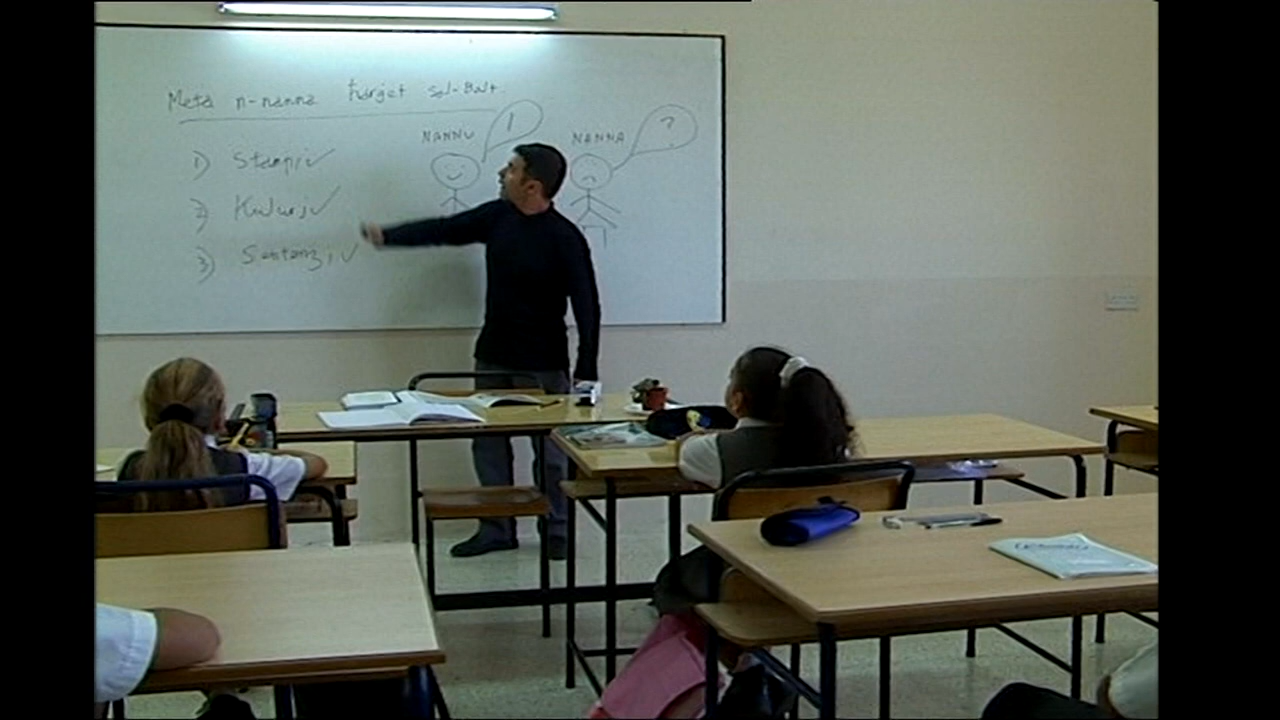 Meta n-nanna ħarġet sal-Belt.
NANNU
!
NANNA
?
1) Stampi ✓
2) Kuluri ✓
3) Sentenzi ✓